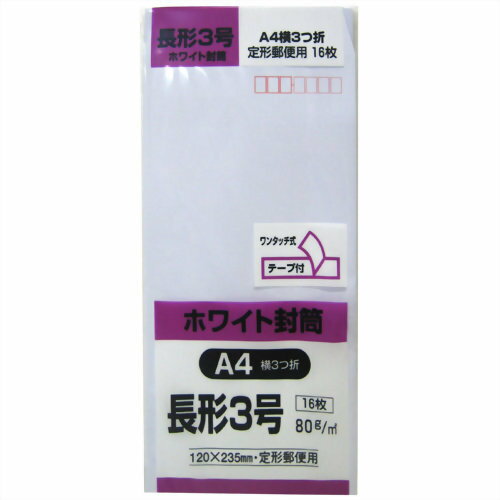 長形3号
ホワイト封筒
A4横3つ折
定形郵便用 16枚
ワンタッチ式
テープ付
ホワイト封筒
A4 横3つ折
長形3号
16枚
80g/㎡
120×235mm・定形郵便用